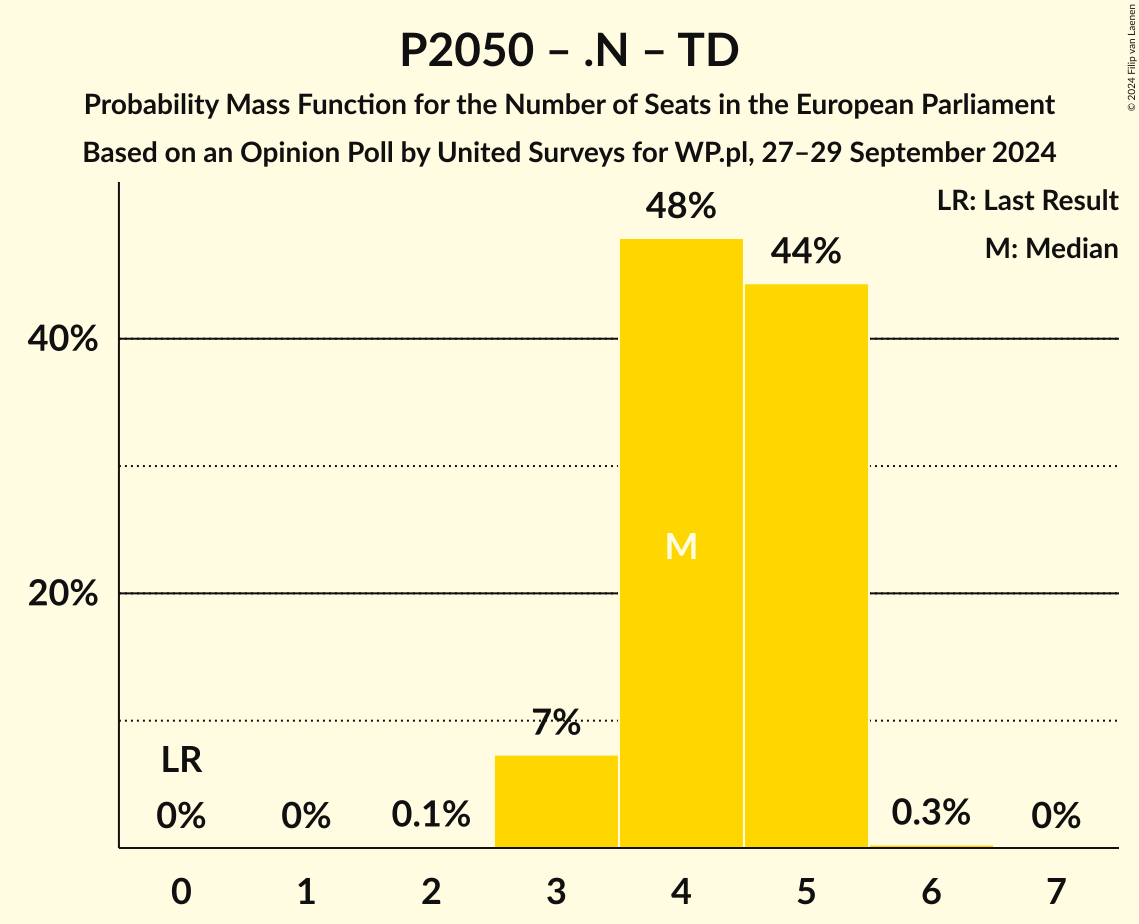 P2050 – .N – TD
Probability Mass Function for the Number of Seats in the European Parliament
Based on an Opinion Poll by United Surveys for WP.pl, 27–29 September 2024
© 2024 Filip van Laenen
LR: Last Result
M: Median
48%
44%
40%
M
20%
7%
LR
0%
0%
0.1%
0.3%
0%
0
1
2
3
4
5
6
7